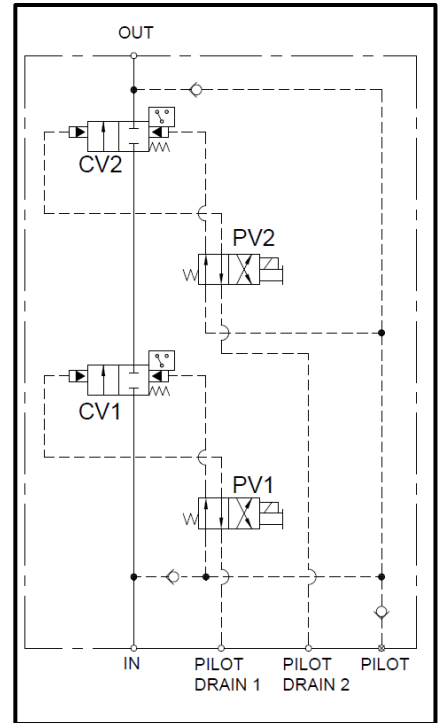 OUT
CV2
PV2
CV1
PV1
IN
PILOT
DRAIN 1
PILOT
DRAIN 2
PILOT